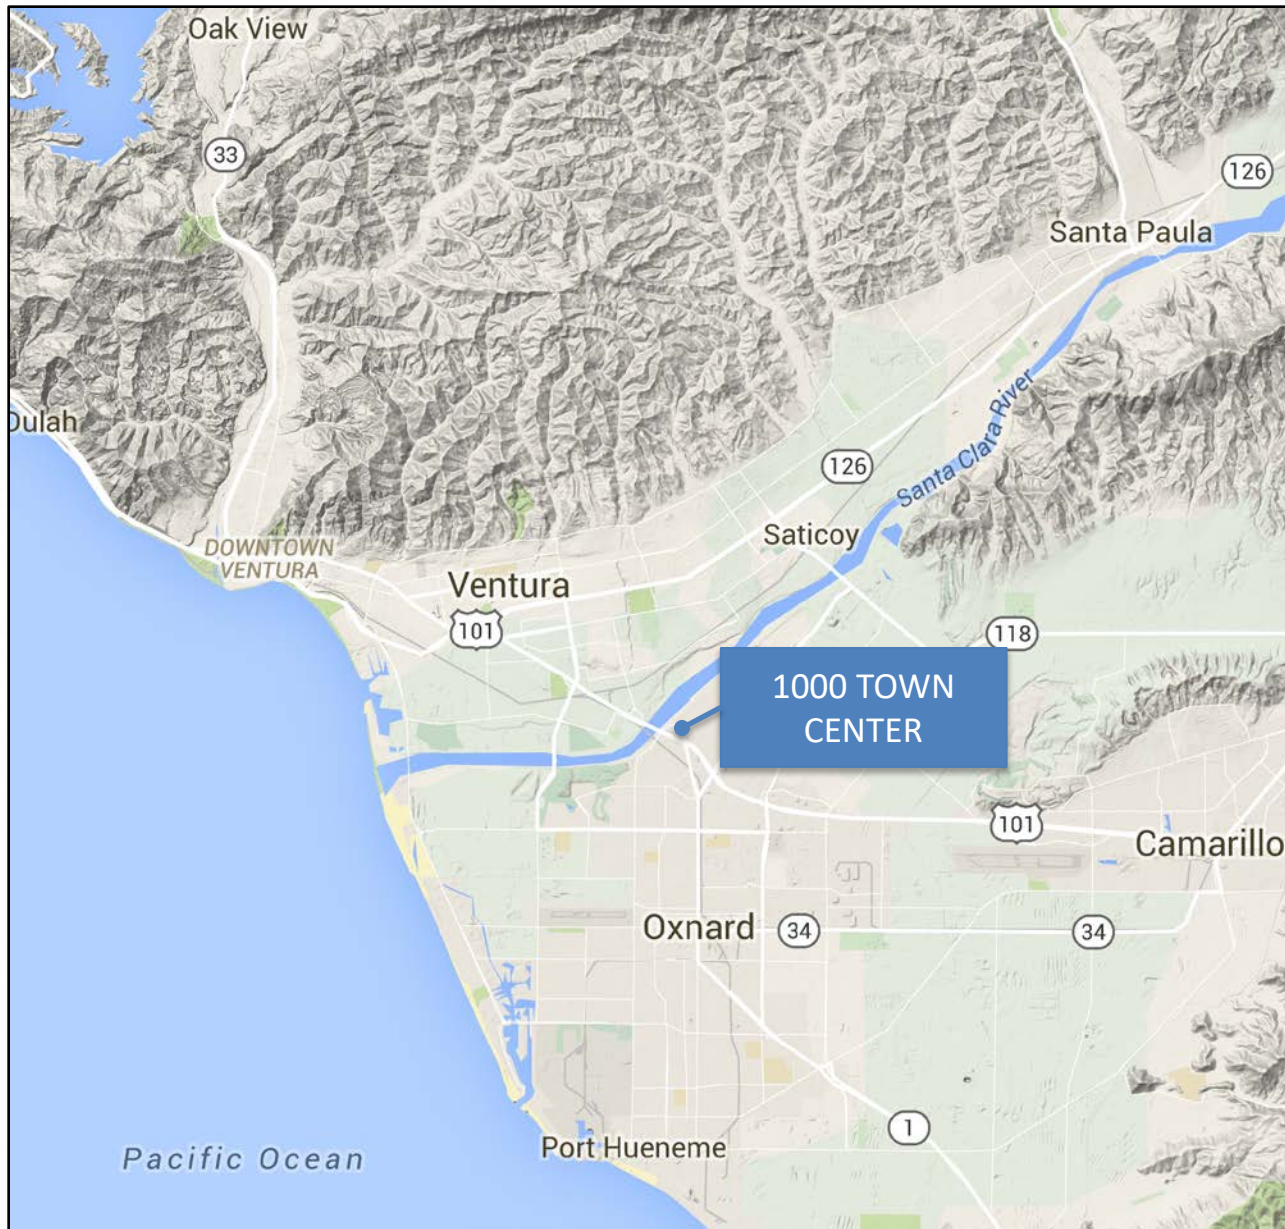 Oak View
33
126
Santa Paula
Oulah
Santa Clara River
126
Saticoy
DOWNTOWN
VENTURA
Ventura
101
118
1000 TOWN
CENTER
101
Camarillo
Oxnard
34
34
1
Port Hueneme
Pacific Ocean